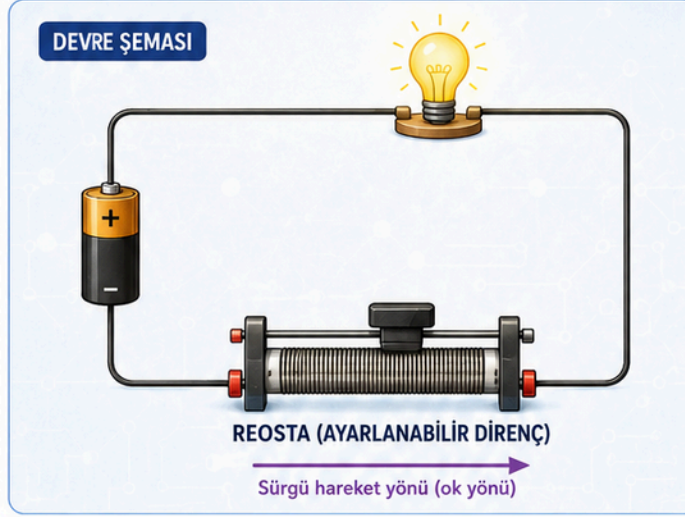 DEVRE ŞEMASI
+
-
REOSTA (AYARLANABİLİR DİRENÇ)
Sürgü hareket yönü (ok yönü)